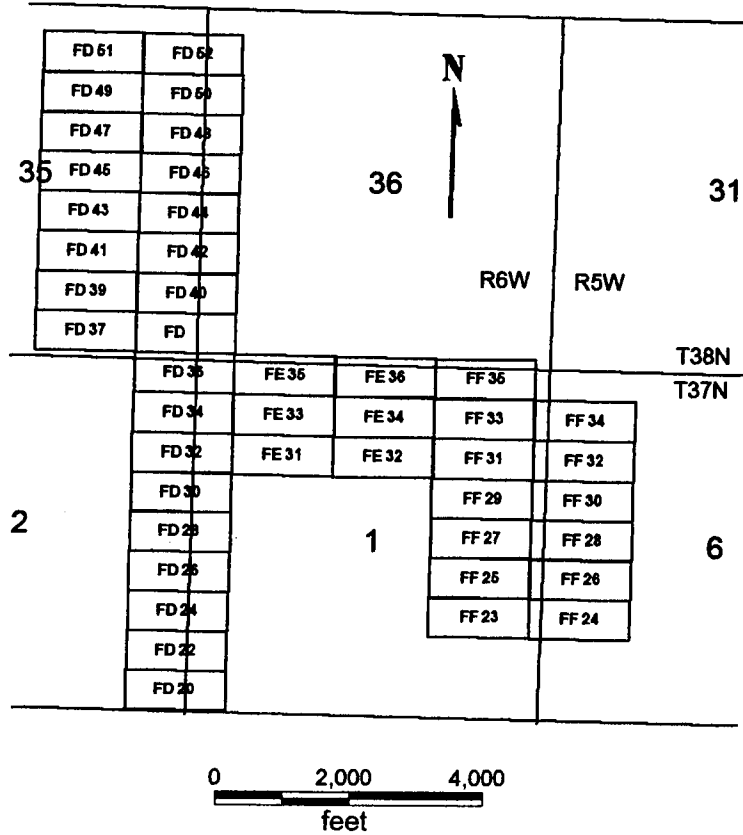 FD 51 FD 52
N
FD 49 FD 50
FD 47 FD 48
35 FD 45 FD 46 36 31
FD 43 FD 44
FD 41 FD 42
R6W R5W
FD 39 FD 40
FD 37 FD
T38N
FD 36 FE 35 FE 36 FF 35
T37N
FD 34 FE 33 FE 34 FF 33 FF 34
FD 32 FE 31 FE 32 FF 31 FF 32
FD 30 FF 29 FF 30
2 FD 28 1 FF 27 FF 28 6
FD 26 FF 25 FF 26
FD 24 FF 23 FF 24
FD 22
FD 20
0 2,000 4,000
feet